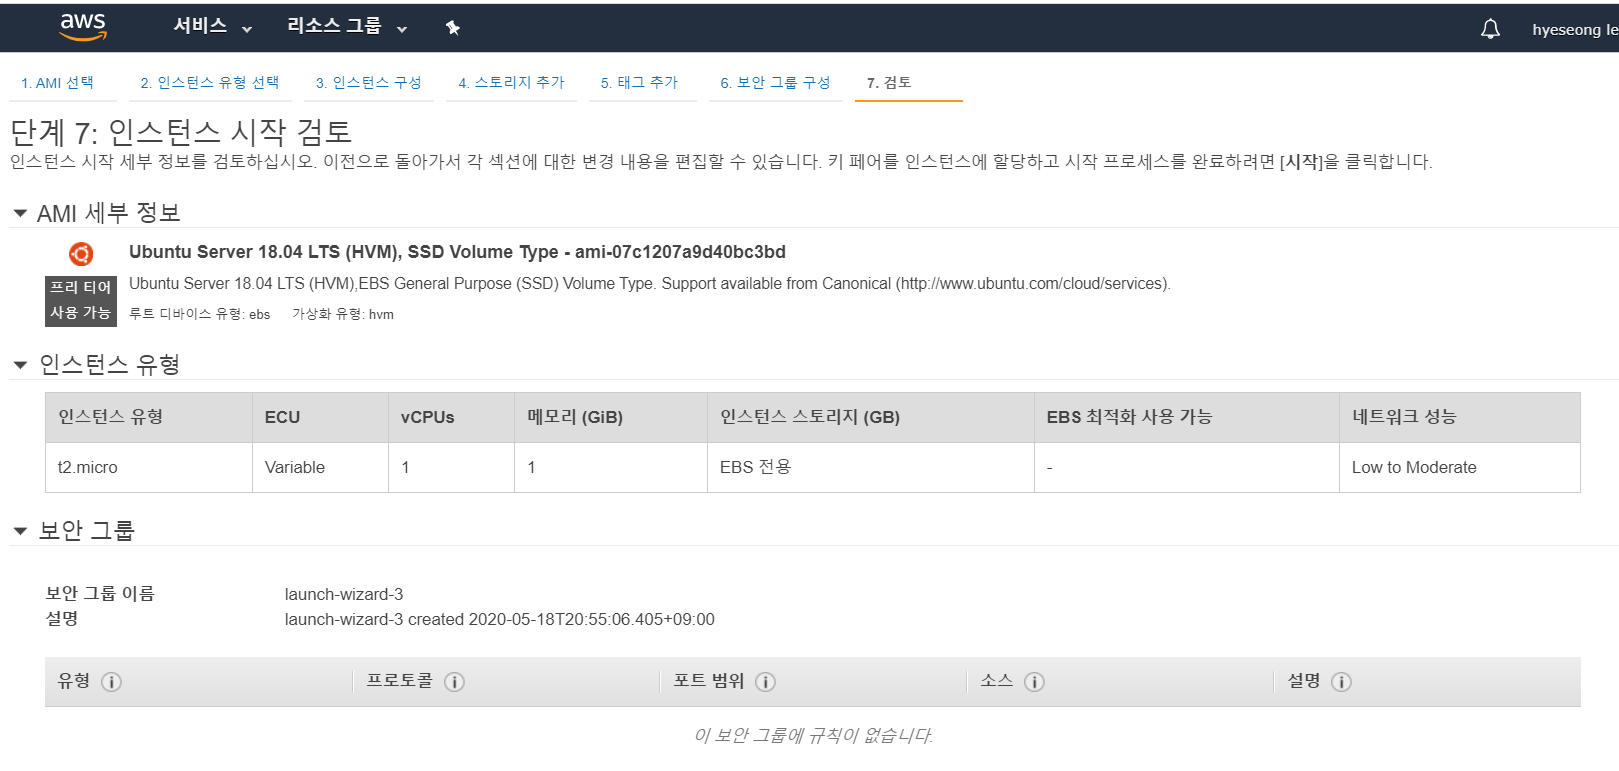 aws 서비스 리소스 그룹 hyeseong le
1. AMI 선택 2. 인스턴스 유형 선택 3. 인스턴스 구성 4. 스토리지 추가 5. 태그 추가 6. 보안 그룹 구성 7. 검토
단계 7: 인스턴스 시작 검토
인스턴스 시작 세부 정보를 검토하십시오. 이전으로 돌아가서 각 섹션에 대한 변경 내용을 편집할 수 있습니다. 키 페어를 인스턴스에 할당하고 시작 프로세스를 완료하려면 [시작]을 클릭합니다.
AMI 세부 정보
Ubuntu Server 18.04 LTS (HVM), SSD Volume Type - ami-07c1207a9d40bc3bd
프리 티어
사용 가능
Ubuntu Server 18.04 LTS (HVM),EBS General Purpose (SSD) Volume Type. Support available from Canonical (http://www.ubuntu.com/cloud/services).
루트 디바이스 유형: ebs 가상화 유형: hvm
인스턴스 유형
인스턴스 유형 ECU vCPUs 메모리 (GiB) 인스턴스 스토리지 (GB) EBS 최적화 사용 가능 네트워크 성능
t2.micro Variable 1 1 EBS 전용 - Low to Moderate
보안 그룹
보안 그룹 이름 launch-wizard-3
설명 launch-wizard-3 created 2020-05-18T20:55:06.405+09:00
유형 프로토콜 포트 범위 소스 설명
이 보안 그룹에 규칙이 없습니다.